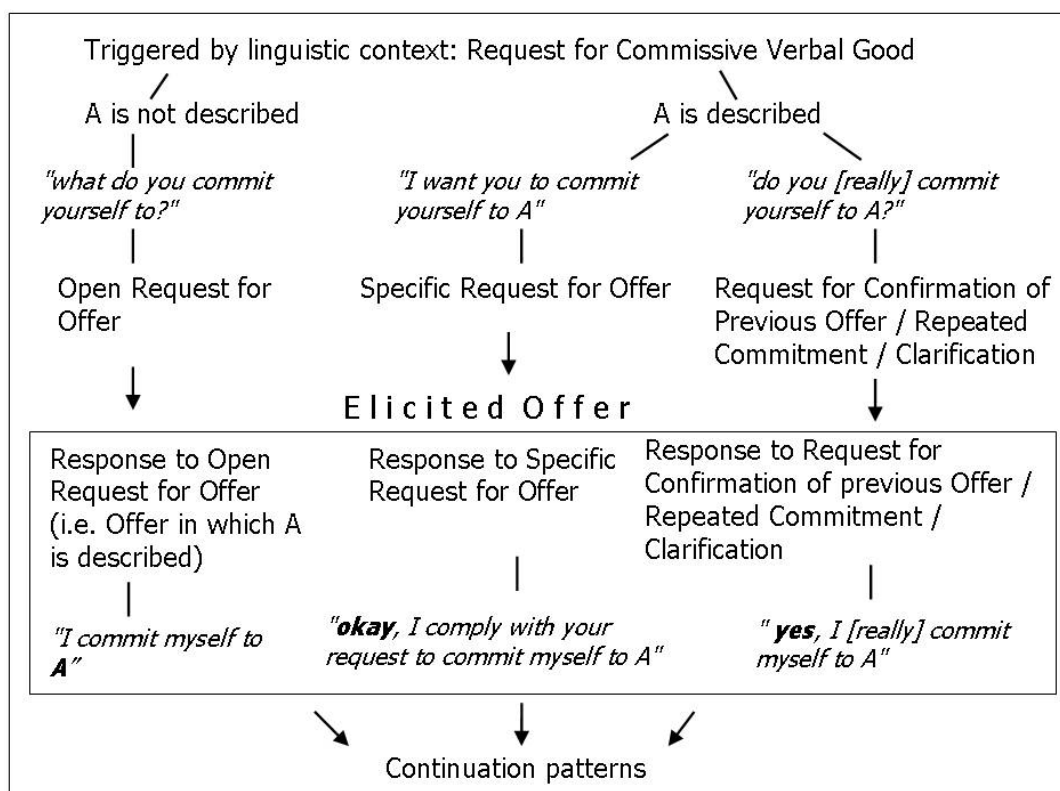 Triggered by linguistic context: Request for Commissive Verbal Good
A is not described
A is described
"what do you commit
yourself to?"
"I want you to commit
yourself to A"
"do you [really] commit
yourself to A?"
Open Request for
Offer
Specific Request for Offer
Request for Confirmation of
Previous Offer / Repeated
Commitment / Clarification
Elicited Offer
Response to Open
Request for Offer
(i.e. Offer in which A
is described)
Response to Specific
Request for Offer
Response to Request for
Confirmation of previous Offer /
Repeated Commitment /
Clarification
"I commit myself to
A”
"okay, I comply with your
request to commit myself to A"
" yes, I [really] commit
myself to A"
Continuation patterns